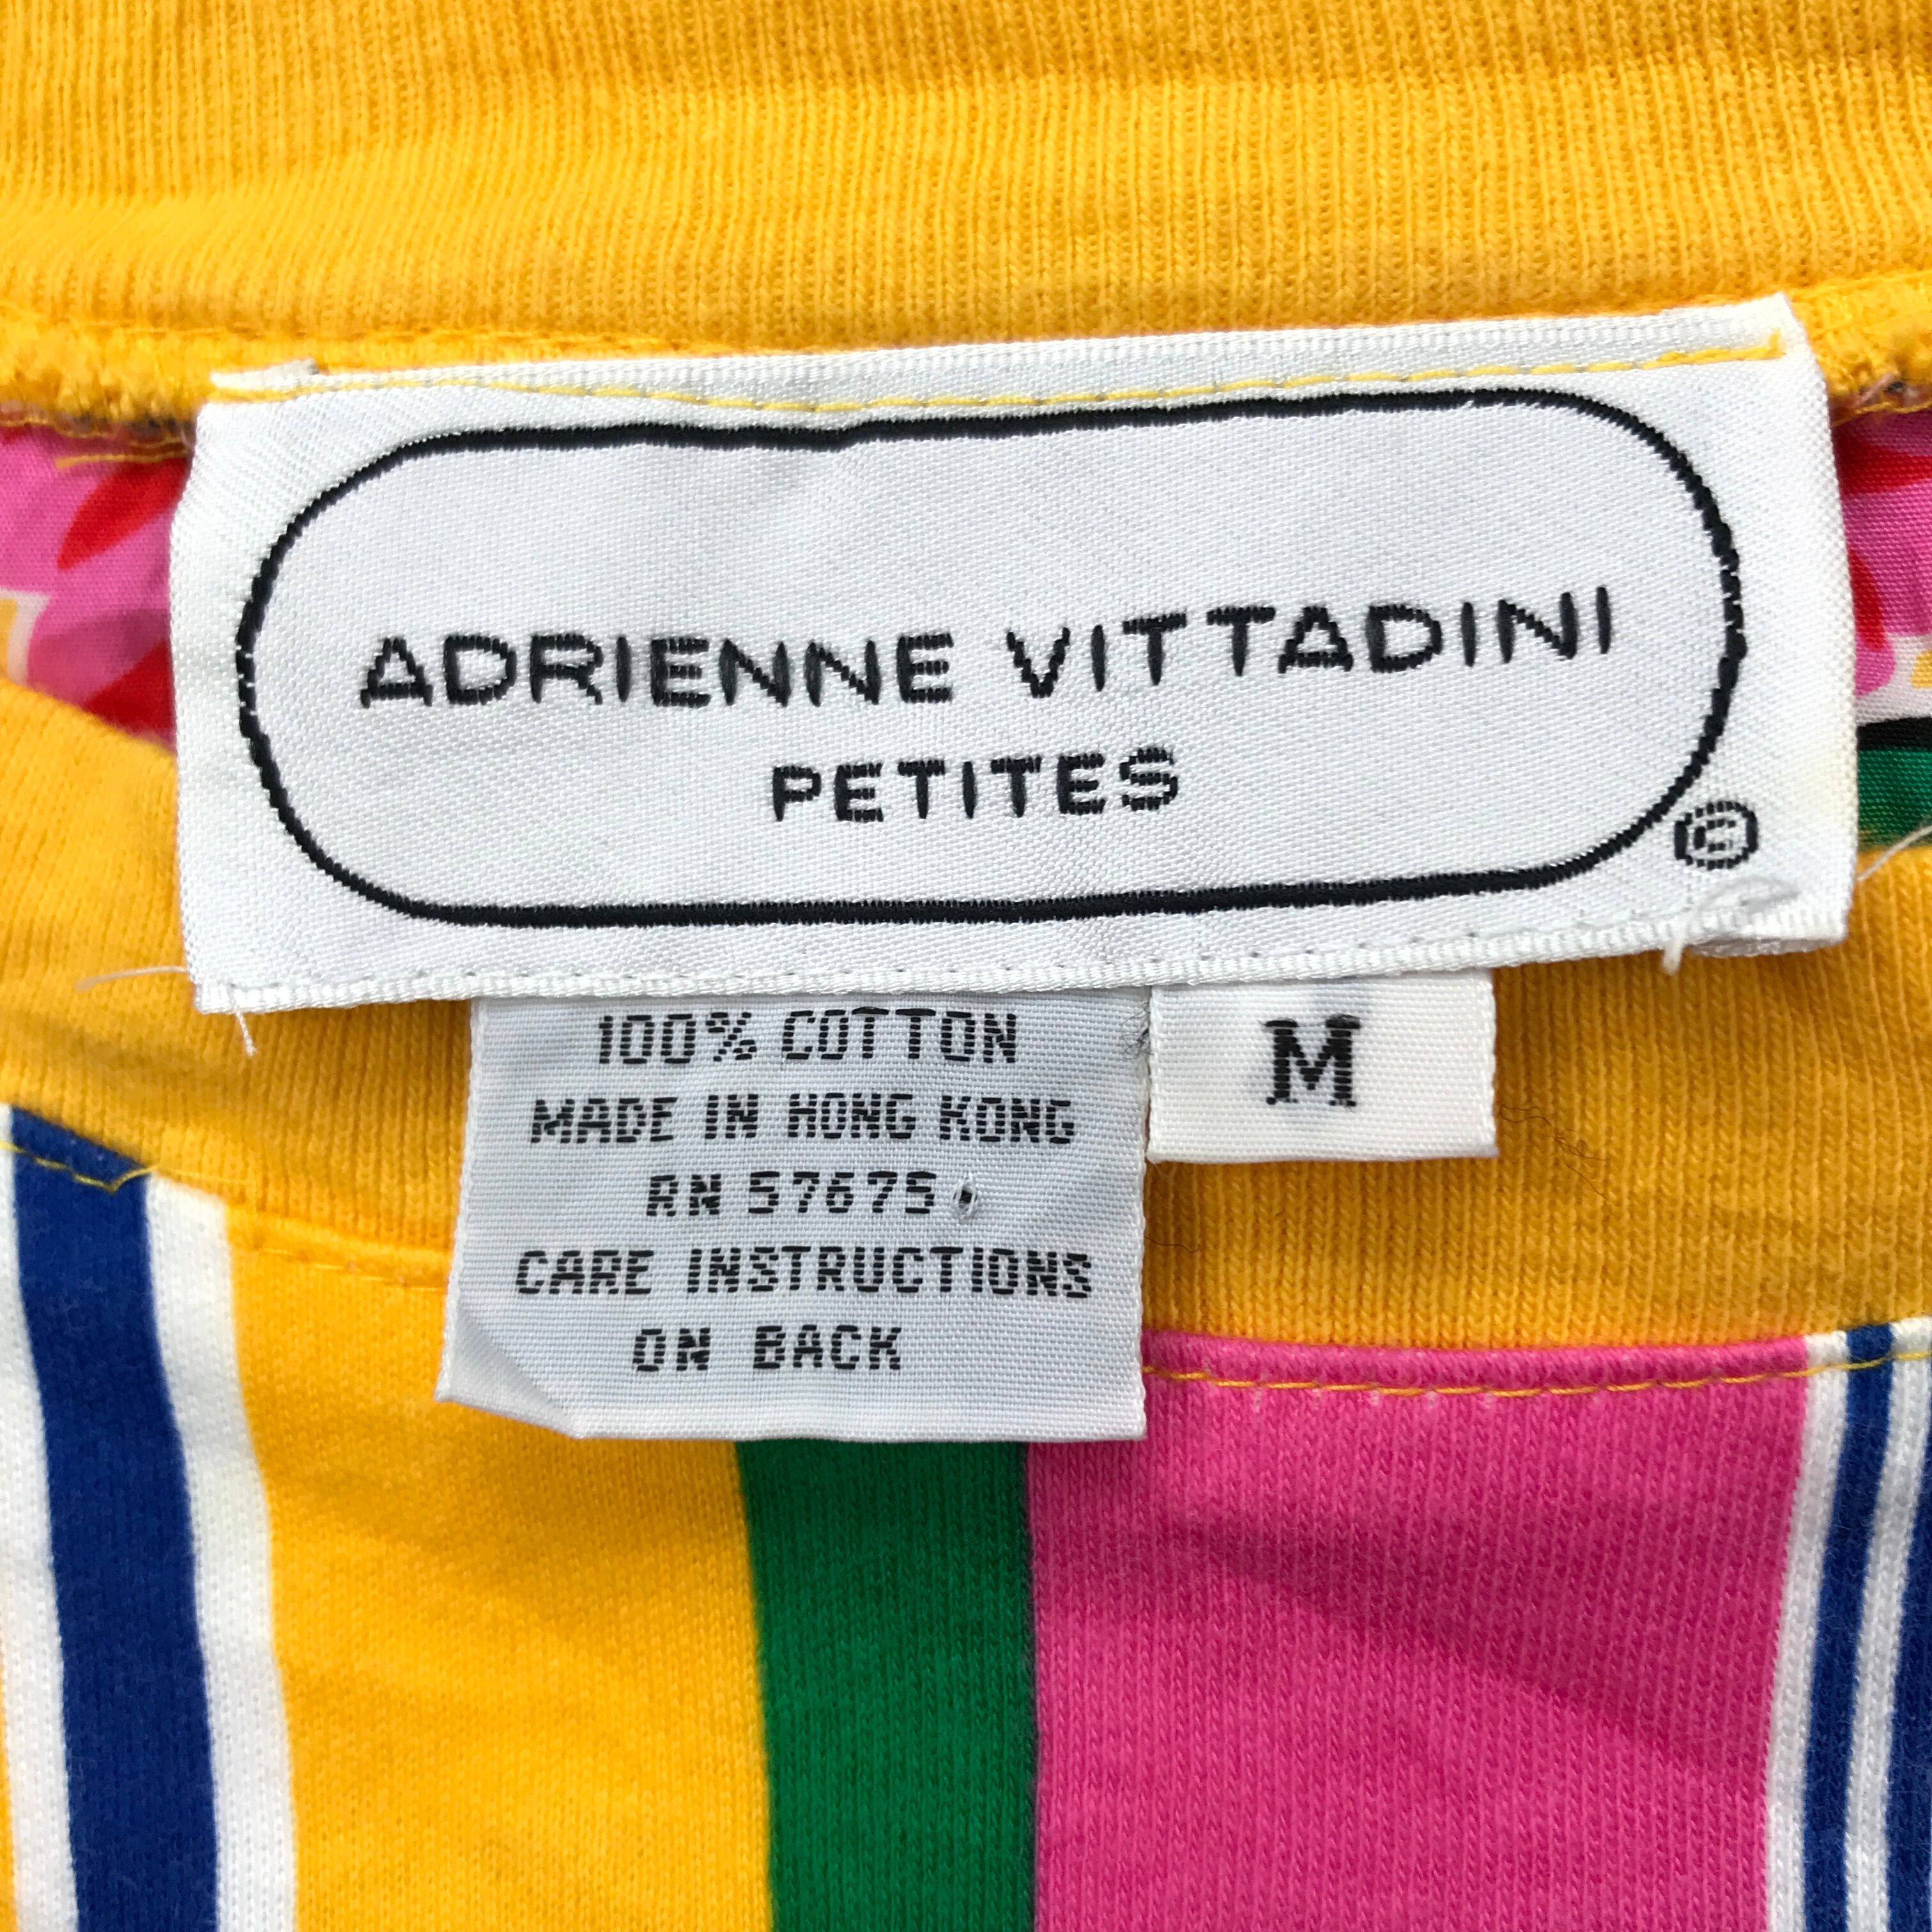 ADRIENNE VITTADINI
PETITES
©
100% COTTON
MADE IN HONG KONG
RN 57675
CARE INSTRUCTIONS
ON BACK
M